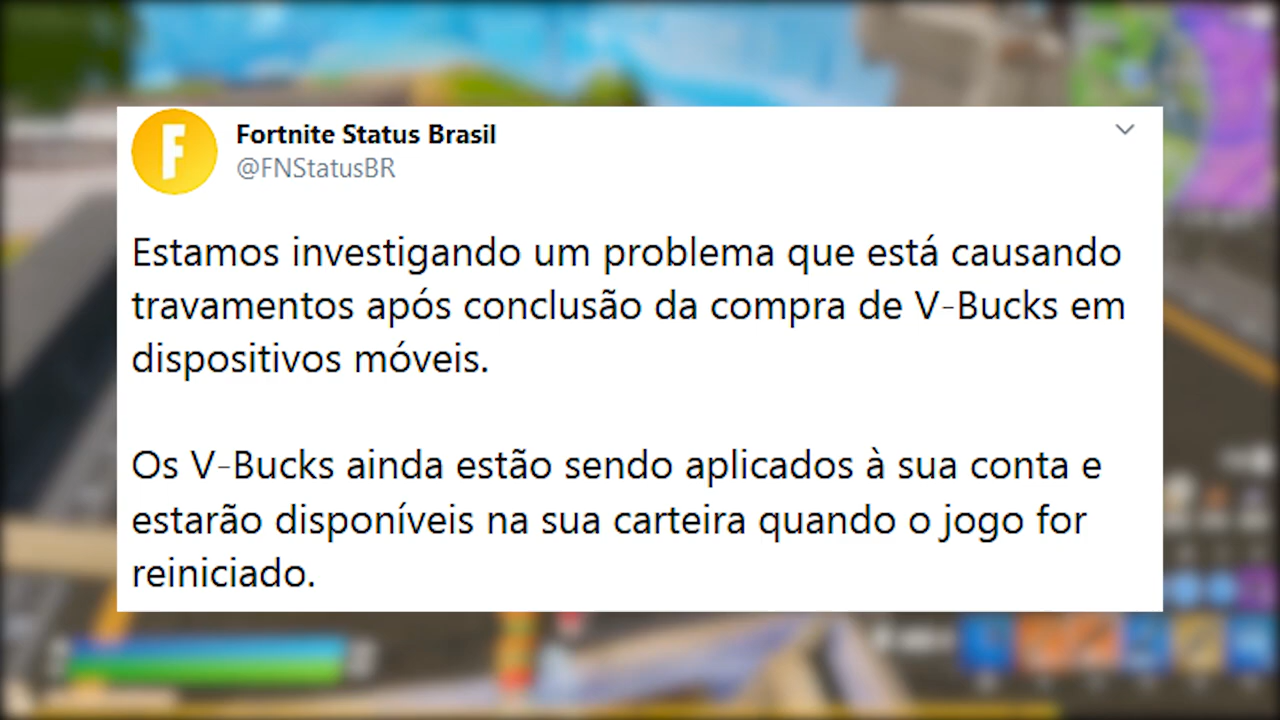 Fortnite Status Brasil
@FNStatusBR
Estamos investigando um problema que está causando
travamentos após conclusão da compra de V-Bucks em
dispositivos móveis.
Os V-Bucks ainda estão sendo aplicados à sua conta e
estarão disponíveis na sua carteira quando o jogo for
reiniciado.